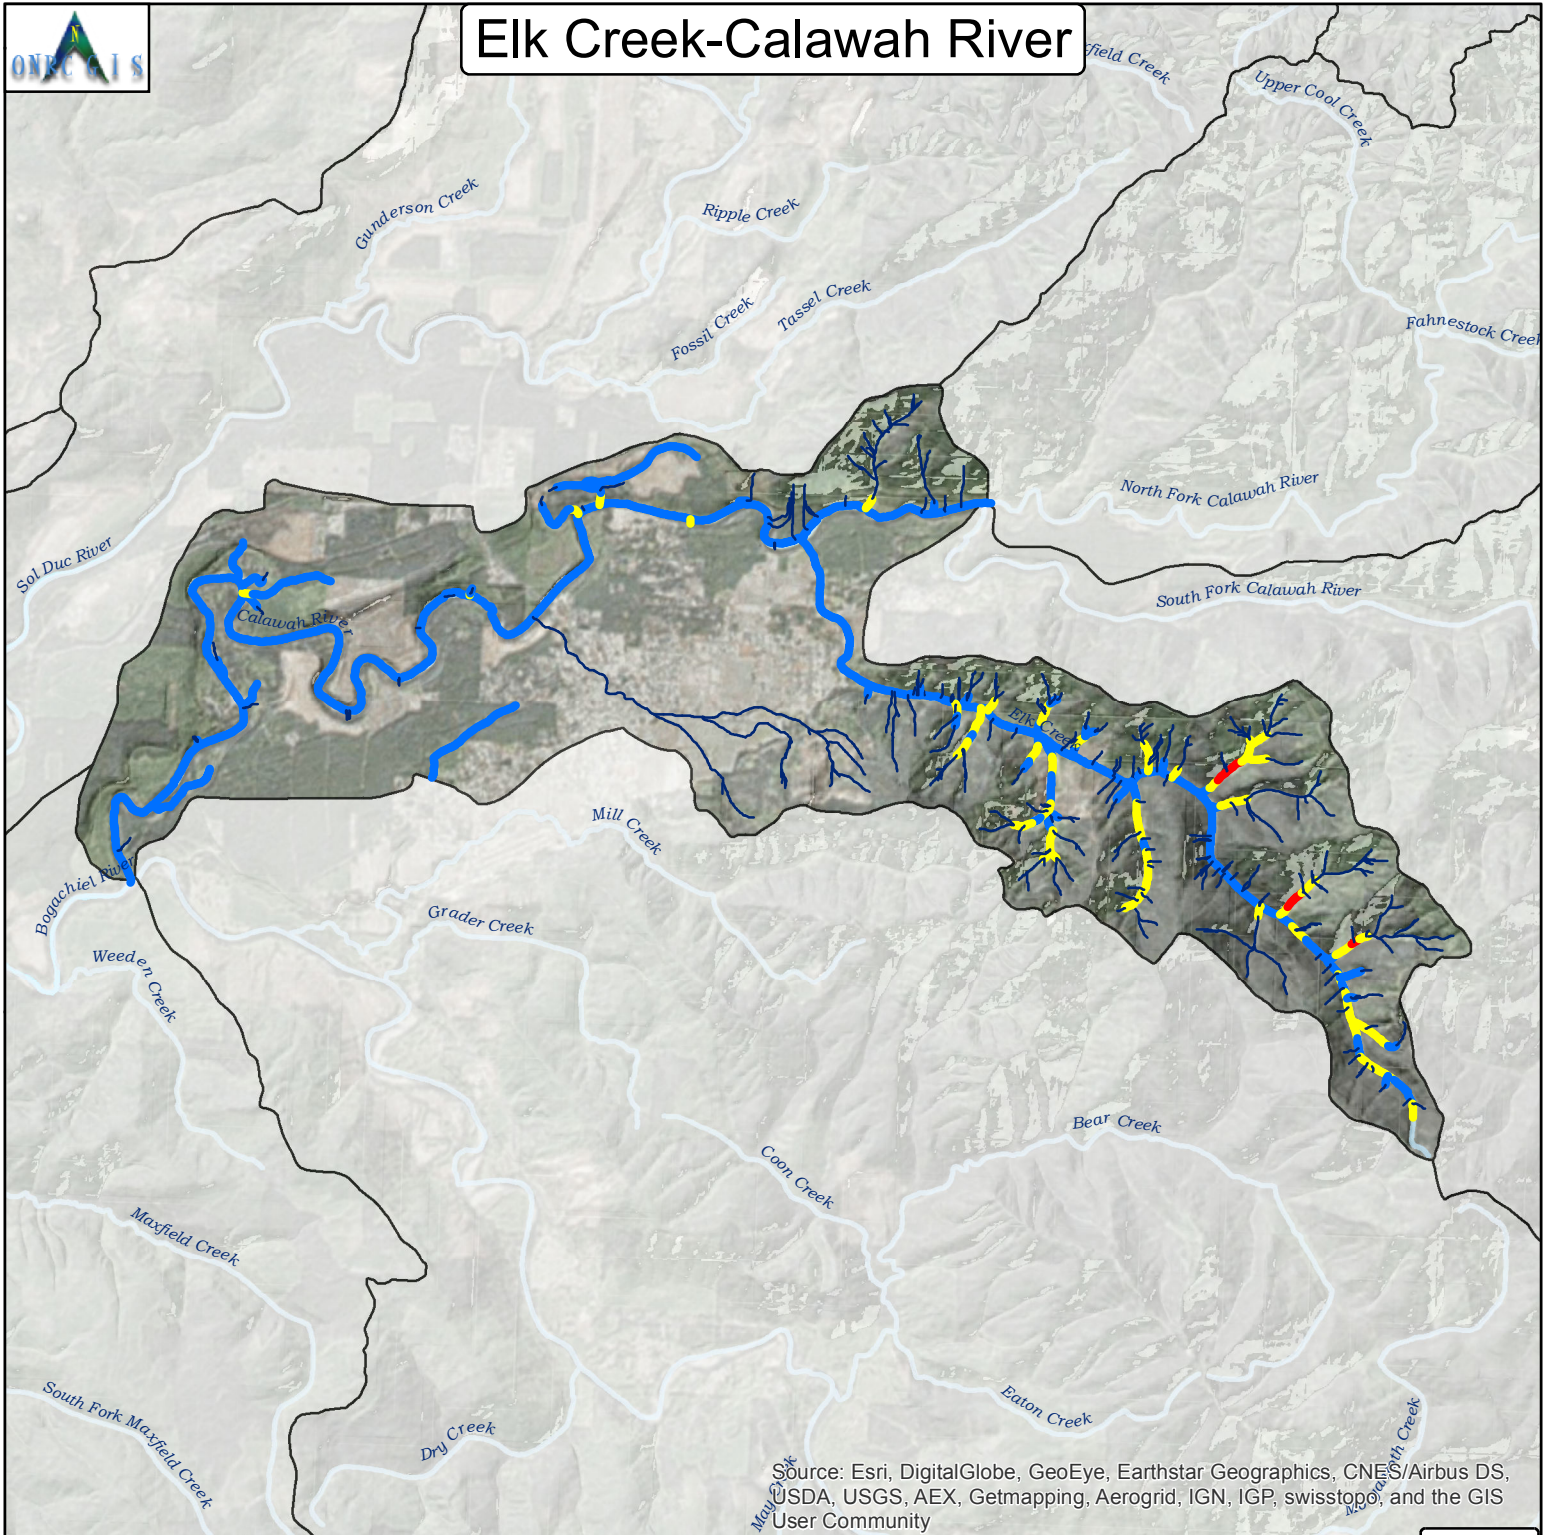 Elk Creek-Calawah River
N
ONRC GIS
field Creek
Upper Cool Creek
Gunderson Creek
Ripple Creek
Tassel Creek
Fossil Creek
Fahnestock Creek
North Fork Calawah River
Sol Duc River
South Fork Calawah River
Calawah River
Elk Creek
Mill Creek
Bogachiel River
Grader Creek
Weeden Creek
Bear Creek
Coon Creek
Maxfield Creek
South Fork Maxfield Creek
Eaton Creek
Dry Creek
May Creek
Creek
Source: Esri, DigitalGlobe, GeoEye, Earthstar Geographics, CNES/Airbus DS,
USDA, USGS, AEX, Getmapping, Aerogrid, IGN, IGP, swisstopo, and the GIS
User Community